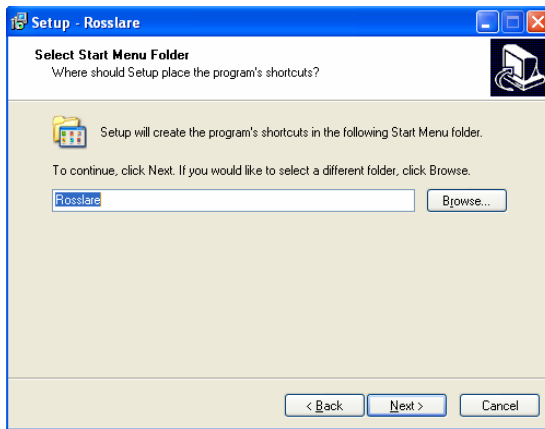 Setup - Rosslare
Select Start Menu Folder
Where should Setup place the program's shortcuts?
Setup will create the program's shortcuts in the following Start Menu folder.
To continue, click Next. If you would like to select a different folder, click Browse.
Rosslare
Browse...
< Back
Next >
Cancel